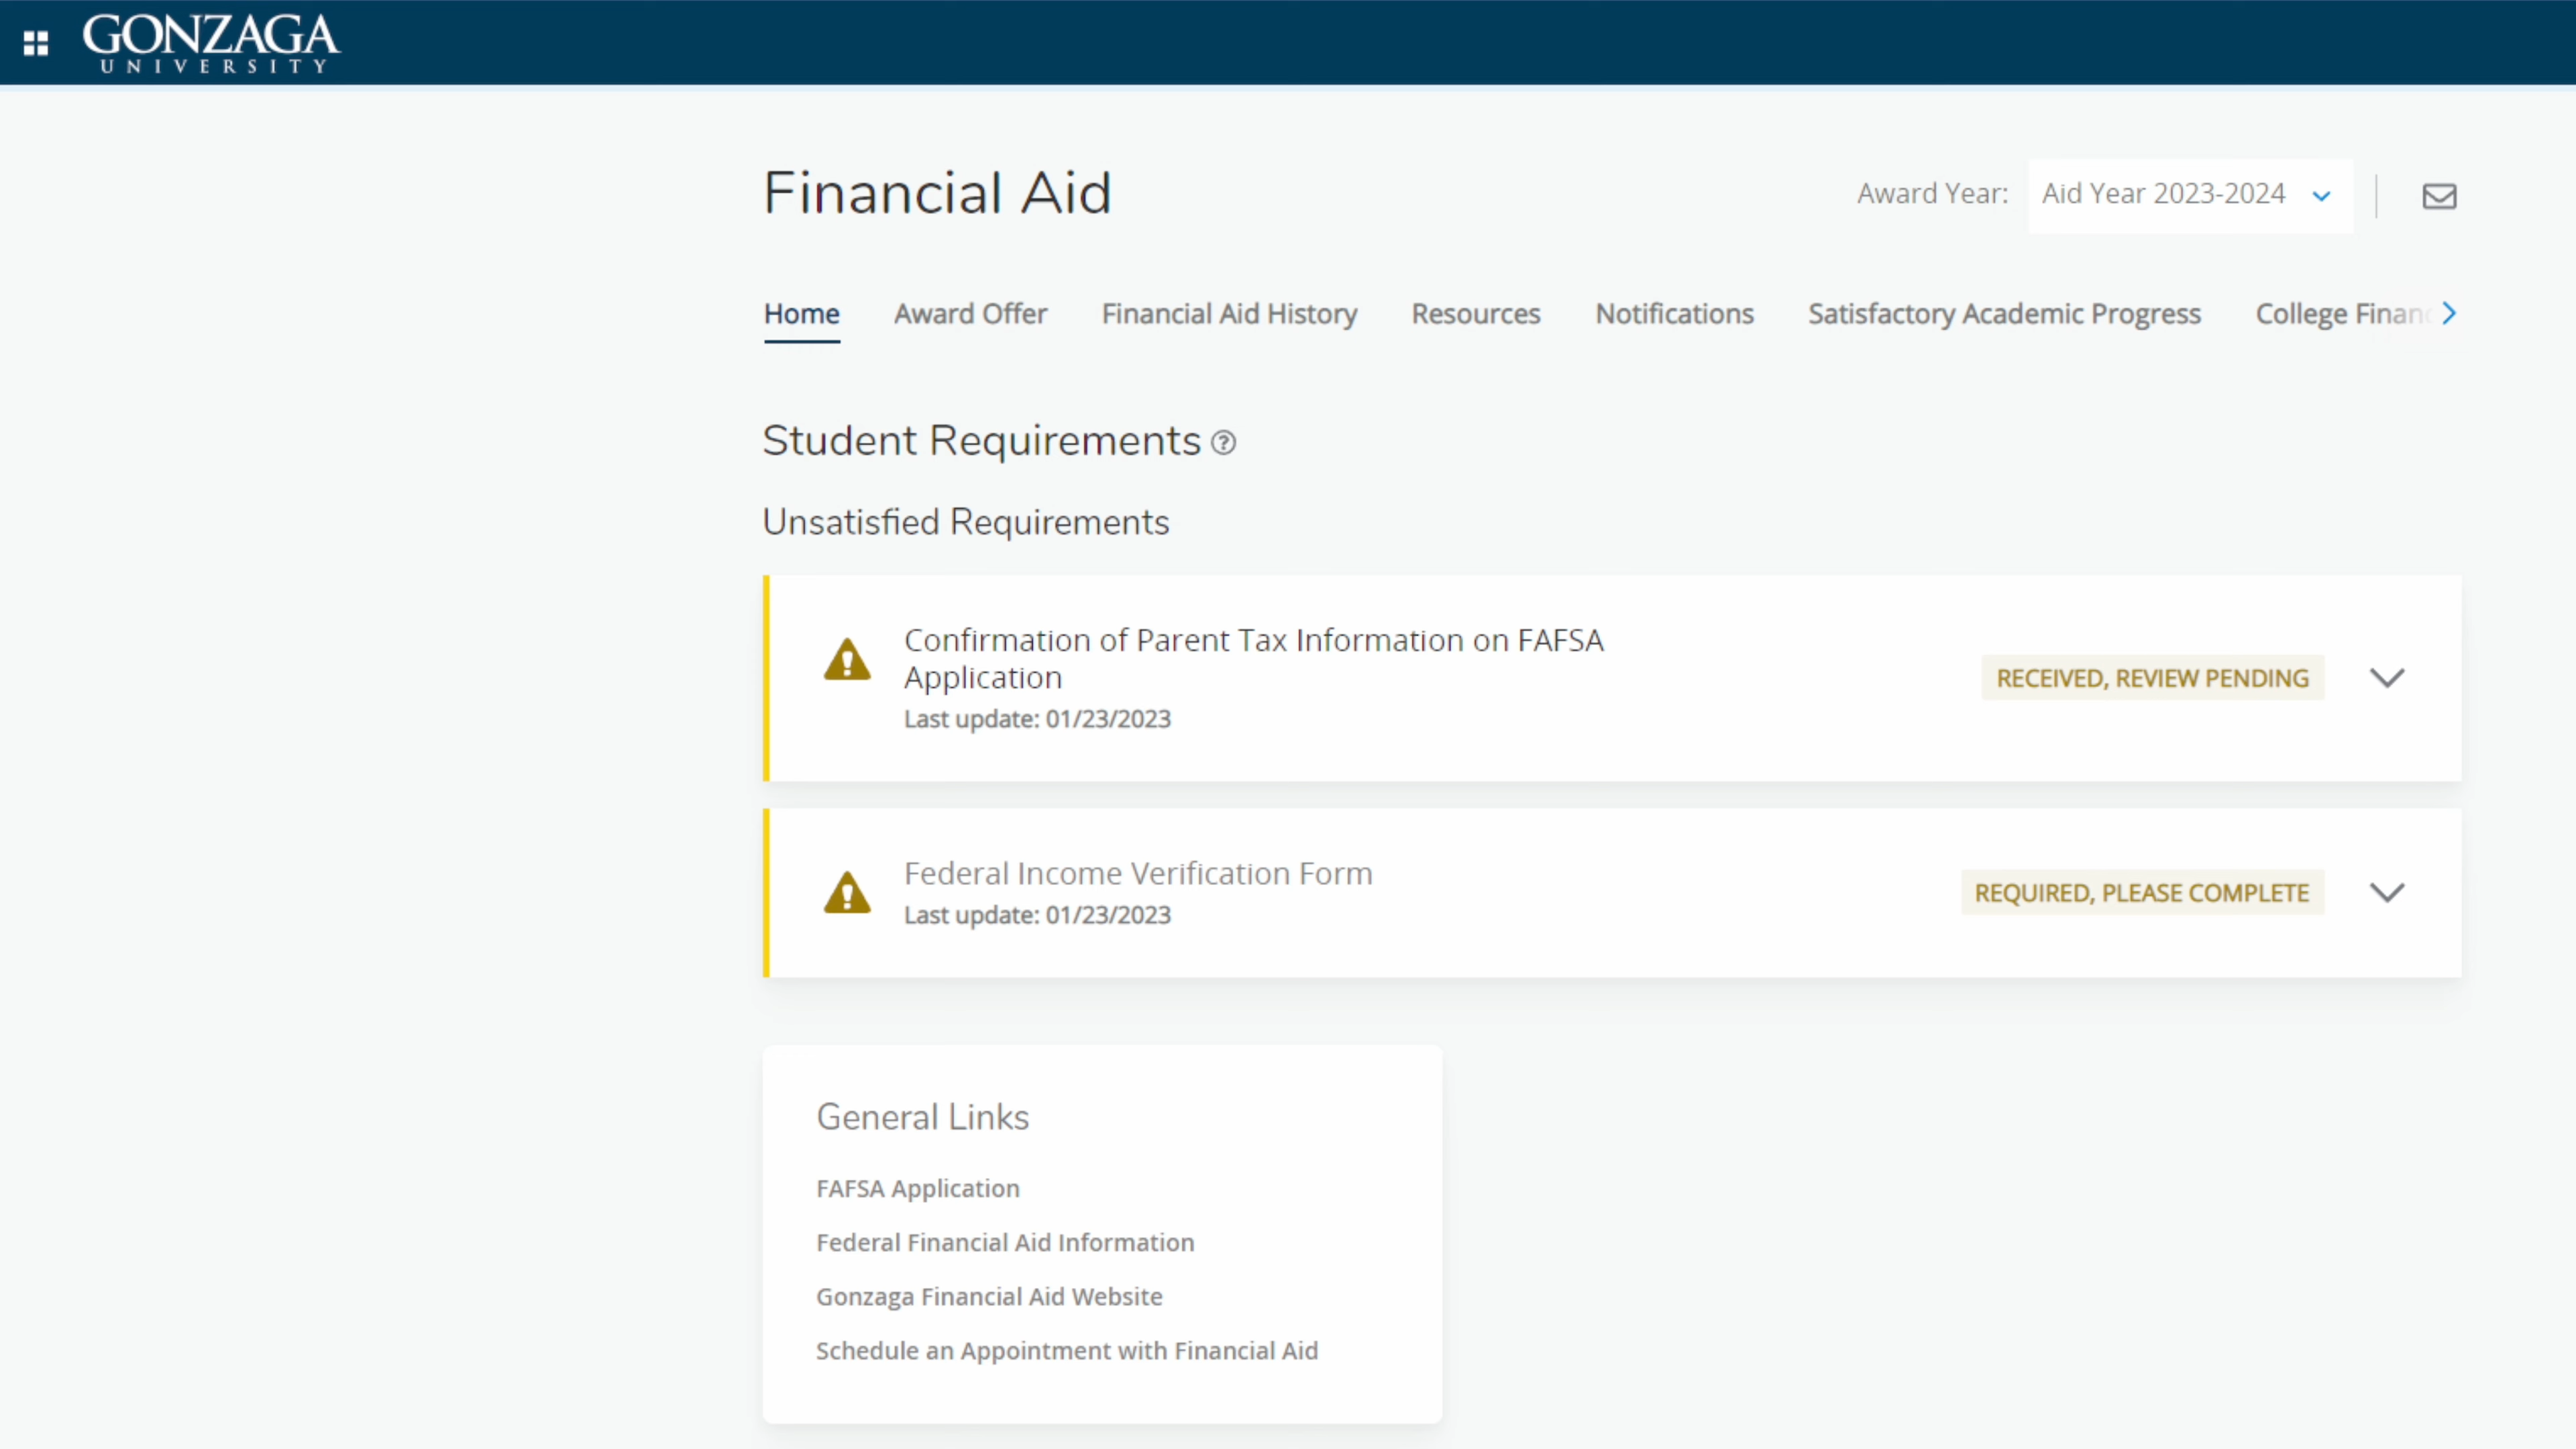 GONZAGA
UNIVERSITY
Financial Aid
Award Year: Aid Year 2023-2024
Home Award Offer Financial Aid History Resources Notifications Satisfactory Academic Progress College Financ
Student Requirements
Unsatisfied Requirements
Confirmation of Parent Tax Information on FAFSA
Application
Last update: 01/23/2023
RECEIVED, REVIEW PENDING
Federal Income Verification Form
Last update: 01/23/2023
REQUIRED, PLEASE COMPLETE
General Links
FAFSA Application
Federal Financial Aid Information
Gonzaga Financial Aid Website
Schedule an Appointment with Financial Aid